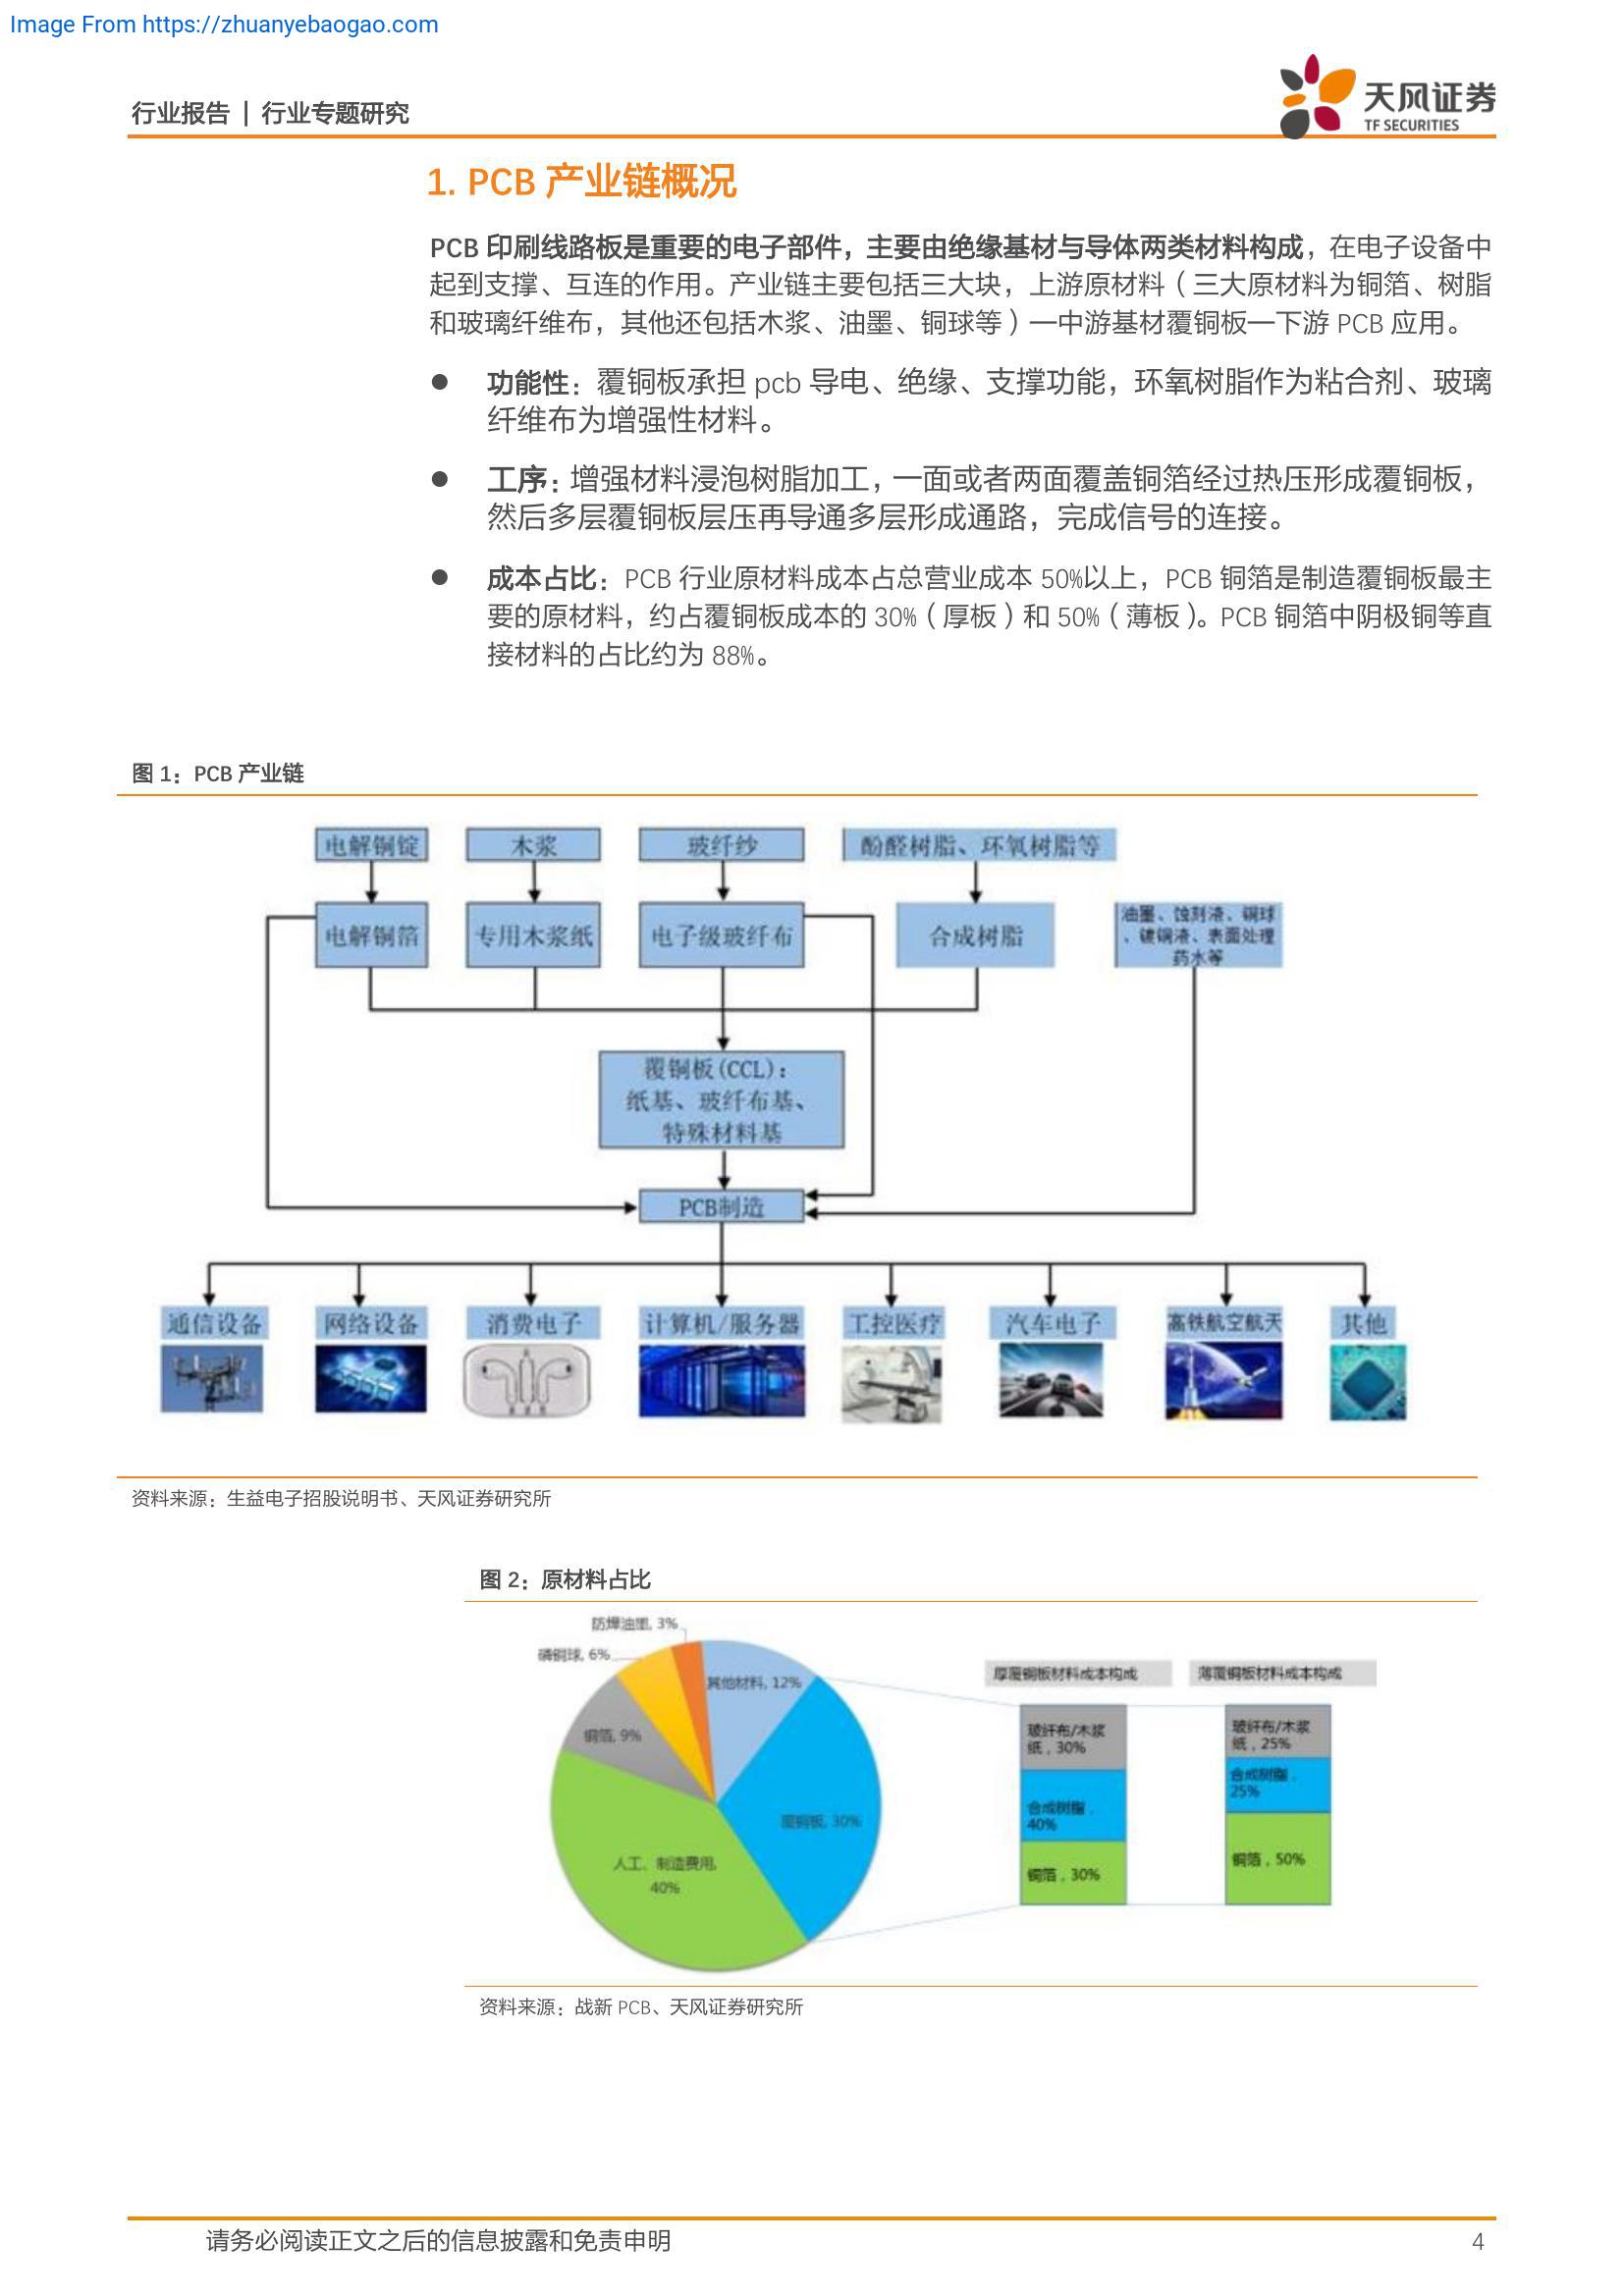 Image From https://zhuanyebaogao.com
行业报告 | 行业专题研究
天风证券
TF SECURITIES
1. PCB 产业链概况
PCB 印刷线路板是重要的电子部件，主要由绝缘基材与导体两类材料构成，在电子设备中
起到支撑、互连的作用。产业链主要包括三大块，上游原材料（三大原材料为铜箔、树脂
和玻璃纤维布，其他还包括木浆、油墨、铜球等）—中游基材覆铜板—下游 PCB 应用。
● 功能性：覆铜板承担 pcb 导电、绝缘、支撑功能，环氧树脂作为粘合剂、玻璃
纤维布为增强性材料。
● 工序：增强材料浸泡树脂加工，一面或者两面覆盖铜箔经过热压形成覆铜板，
然后多层覆铜板层压再导通多层形成通路，完成信号的连接。
● 成本占比：PCB 行业原材料成本占总营业成本 50%以上，PCB 铜箔是制造覆铜板最主
要的原材料，约占覆铜板成本的 30%（厚板）和 50%（薄板）。PCB 铜箔中阴极铜等直
接材料的占比约为 88%。
图 1：PCB 产业链
电解铜锭
木浆
玻纤纱
酚醛树脂、环氧树脂等
电解铜箔
专用木浆纸
电子级玻纤布
合成树脂
油墨、蚀刻液、铜球
、镀铜液、表面处理
药水等
覆铜板(CCL)：
纸基、玻纤布基、
特殊材料基
PCB制造
通信设备
网络设备
消费电子
计算机/服务器
工控医疗
汽车电子
高铁航空航天
其他
资料来源：生益电子招股说明书、天风证券研究所
图 2：原材料占比
防焊油墨, 3%
磷铜球, 6%
其他材料, 12%
铜箔, 9%
覆铜板, 30%
人工、制造费用,
40%
厚覆铜板材料成本构成
薄覆铜板材料成本构成
玻纤布/木浆
纸，30%
合成树脂，
40%
铜箔，30%
玻纤布/木浆
纸，25%
合成树脂，
25%
铜箔，50%
资料来源：战新 PCB、天风证券研究所
请务必阅读正文之后的信息披露和免责申明
4